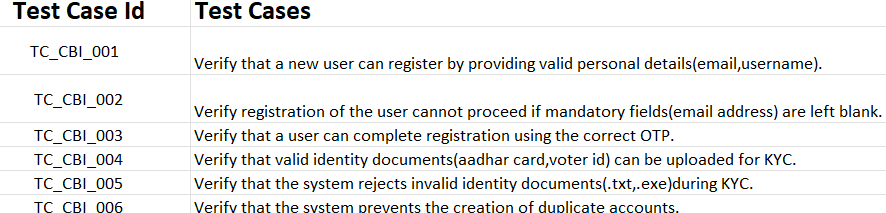 Test Case Id Test Cases
TC_CBI_001 Verify that a new user can register by providing valid personal details(email,username).
TC_CBI_002 Verify registration of the user cannot proceed if mandatory fields(email address) are left blank.
TC_CBI_003 Verify that a user can complete registration using the correct OTP.
TC_CBI_004 Verify that valid identity documents(aadhar card,voter id) can be uploaded for KYC.
TC_CBI_005 Verify that the system rejects invalid identity documents(.txt,.exe)during KYC.
TC_CBI_006 Verify that the system prevents the creation of duplicate accounts.